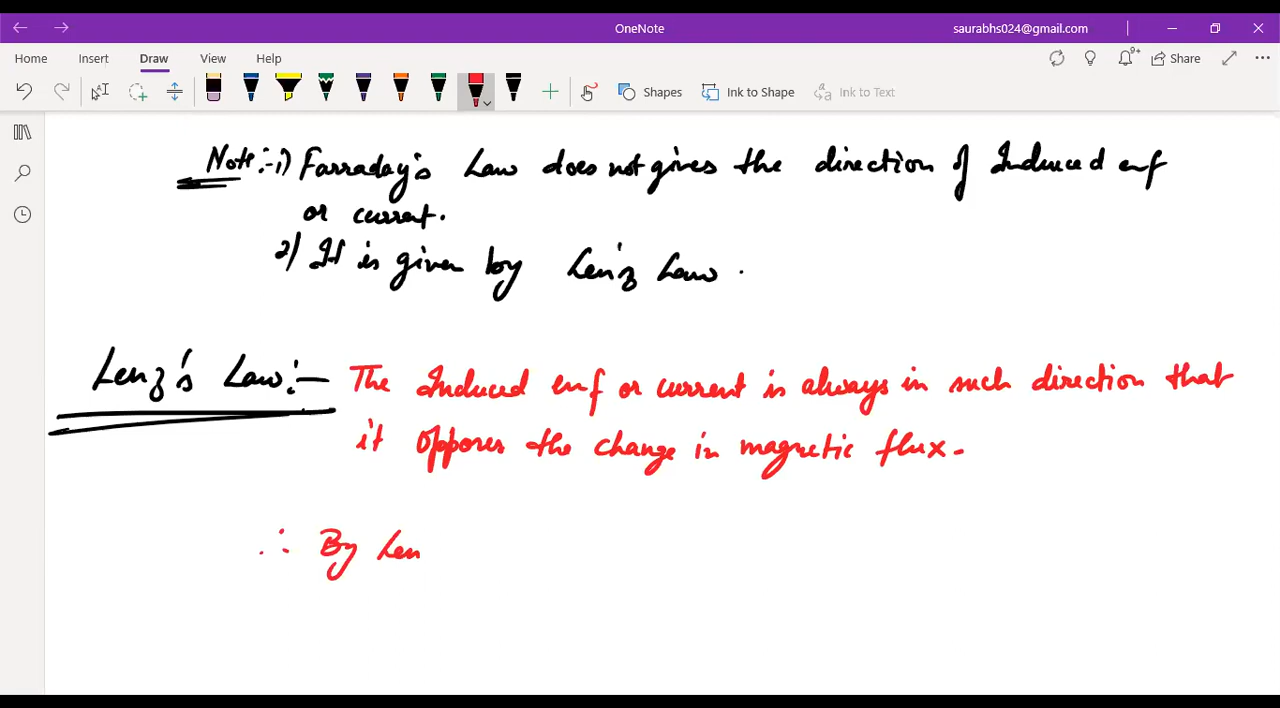 OneNote
saurabhs024@gmail.com
Home Insert Draw View Help
Share
Shapes Ink to Shape Ink to Text
Note:-1) Farraday's Law does not gives the direction of Induced emf
or current.
2) It is given by Len'z Law.
Lenz's Law:- The Induced emf or current is always in such direction that
it opposes the change in magnetic flux.
∴ By Len